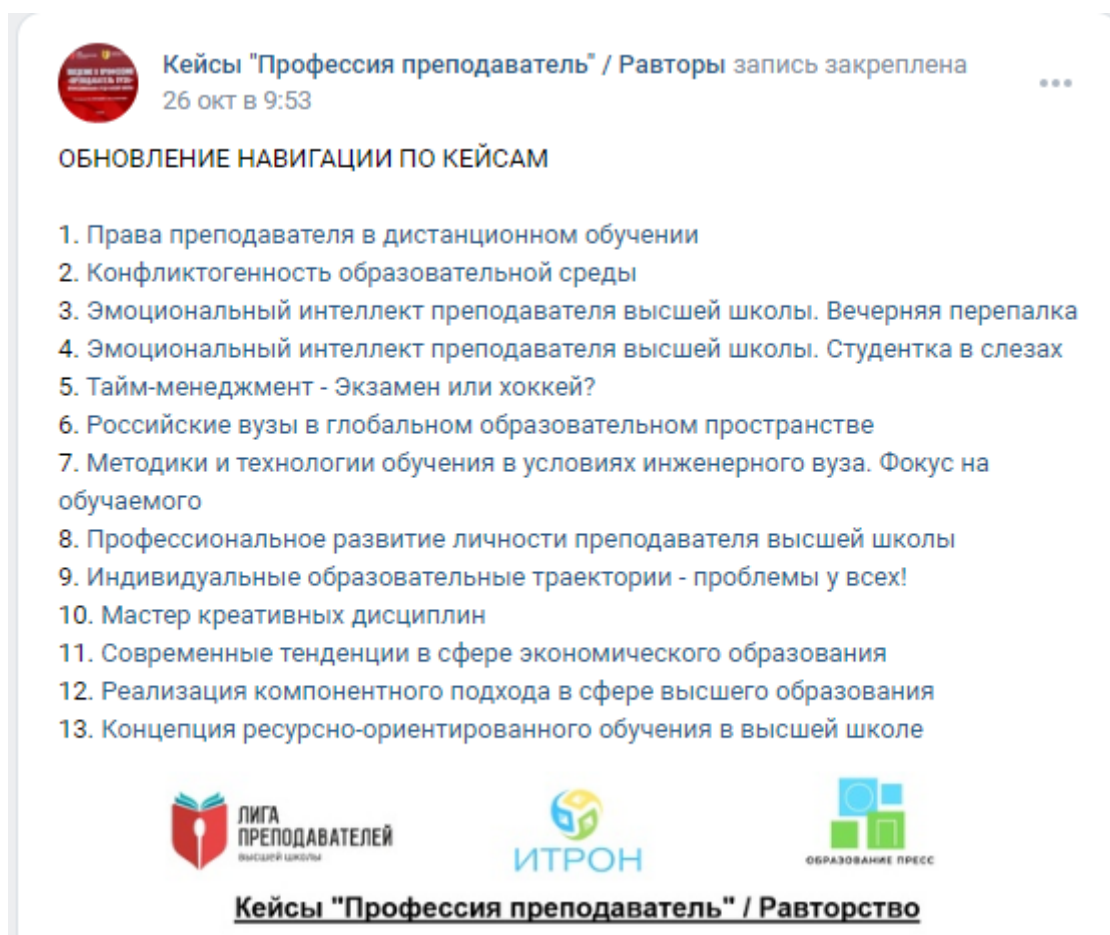 Кейсы "Профессия преподаватель" / Равторы запись закреплена
26 окт в 9:53
ОБНОВЛЕНИЕ НАВИГАЦИИ ПО КЕЙСАМ
1. Права преподавателя в дистанционном обучении
2. Конфликтогенность образовательной среды
3. Эмоциональный интеллект преподавателя высшей школы. Вечерняя перепалка
4. Эмоциональный интеллект преподавателя высшей школы. Студентка в слезах
5. Тайм-менеджмент - Экзамен или хоккей?
6. Российские вузы в глобальном образовательном пространстве
7. Методики и технологии обучения в условиях инженерного вуза. Фокус на
обучаемого
8. Профессиональное развитие личности преподавателя высшей школы
9. Индивидуальные образовательные траектории - проблемы у всех!
10. Мастер креативных дисциплин
11. Современные тенденции в сфере экономического образования
12. Реализация компонентного подхода в сфере высшего образования
13. Концепция ресурсно-ориентированного обучения в высшей школе
ЛИГА
ПРЕПОДАВАТЕЛЕЙ
высшей школы
ИТРОН
ОБРАЗОВАНИЕ ПРЕСС
Кейсы "Профессия преподаватель" / Равторство